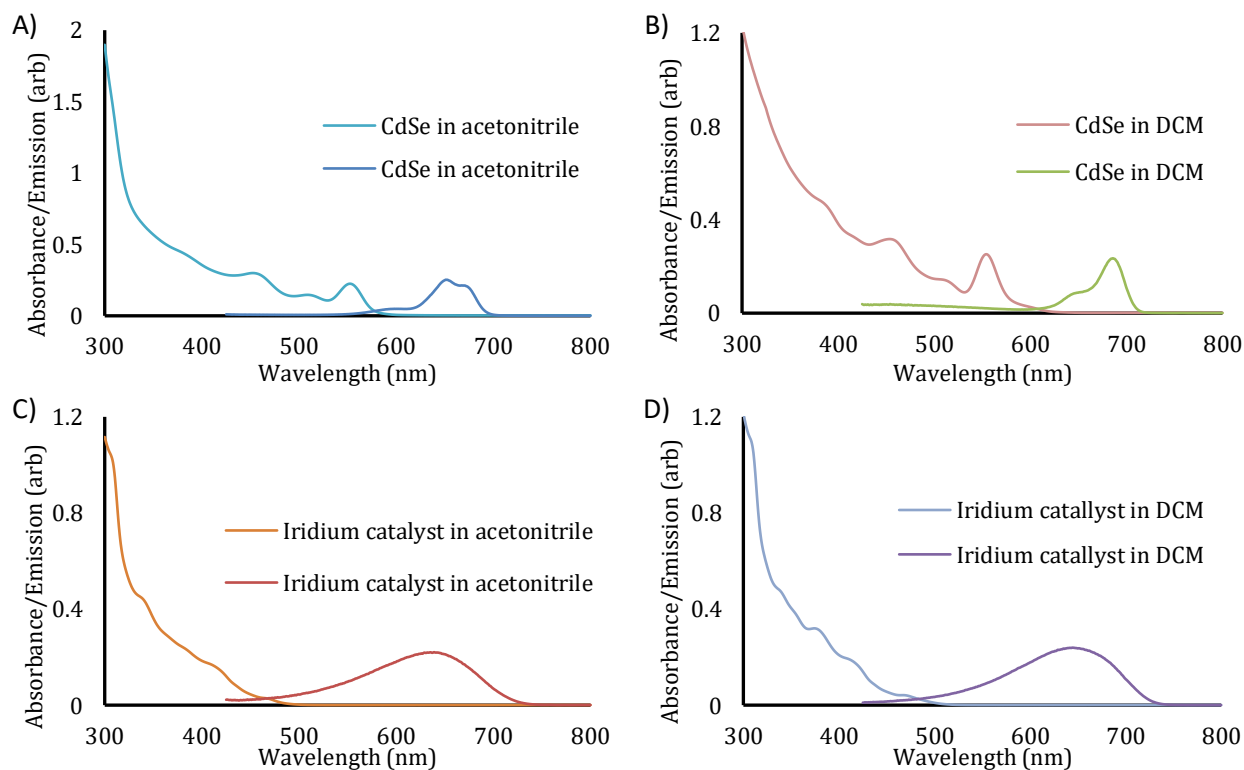 A)
Absorbance/Emission (arb)
2
1.5
1
0.5
0
CdSe in acetonitrile
CdSe in acetonitrile
300 400 500 600 700 800
Wavelength (nm)
B)
Absorbance/Emission (arb)
1.2
0.8
0.4
0
CdSe in DCM
CdSe in DCM
300 400 500 600 700 800
Wavelength (nm)
C)
Absorbance/Emission (arb)
1.2
0.8
0.4
0
Iridium catalyst in acetonitrile
Iridium catalyst in acetonitrile
300 400 500 600 700 800
Wavelength (nm)
D)
Absorbance/Emission (arb)
1.2
0.8
0.4
0
Iridium catallyst in DCM
Iridium catallyst in DCM
300 400 500 600 700 800
Wavelength (nm)